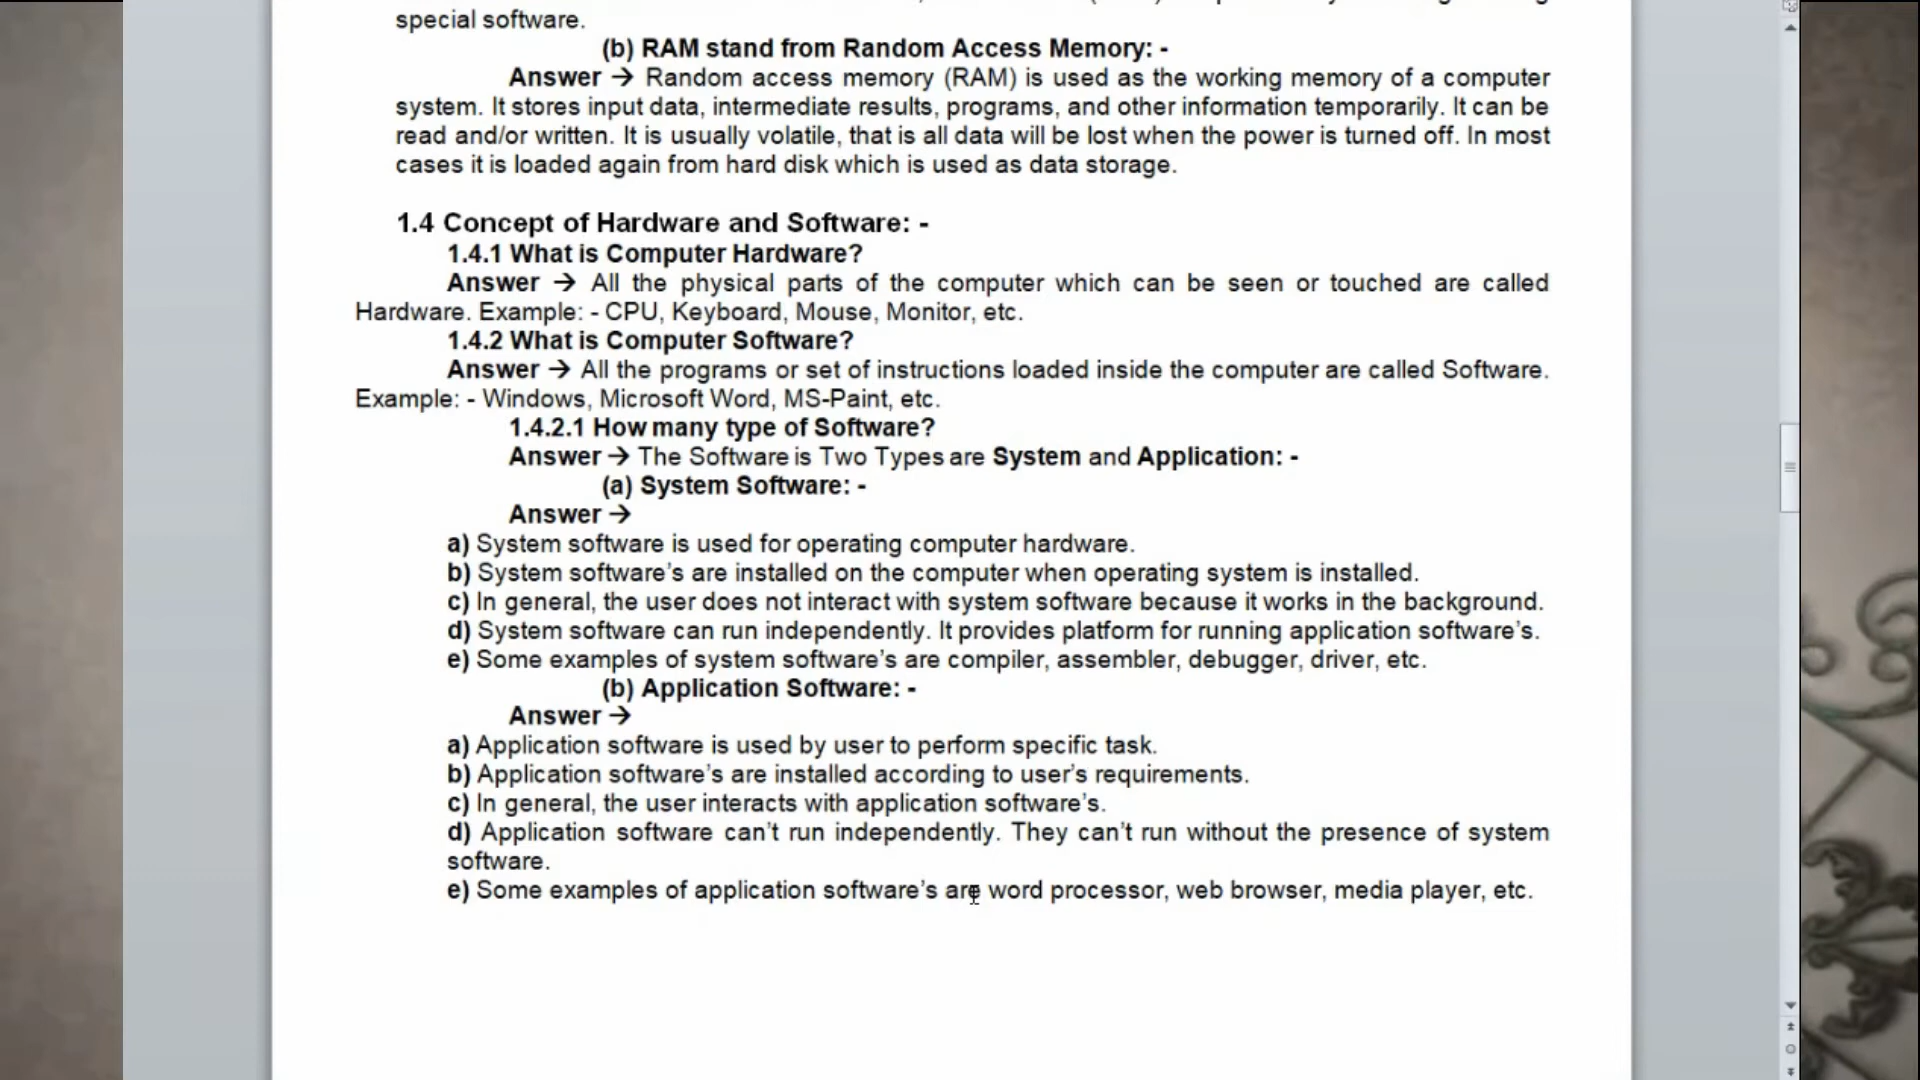 special software.
(b) RAM stand from Random Access Memory: -
Answer → Random access memory (RAM) is used as the working memory of a computer
system. It stores input data, intermediate results, programs, and other information temporarily. It can be
read and/or written. It is usually volatile, that is all data will be lost when the power is turned off. In most
cases it is loaded again from hard disk which is used as data storage.
1.4 Concept of Hardware and Software: -
1.4.1 What is Computer Hardware?
Answer → All the physical parts of the computer which can be seen or touched are called
Hardware. Example: - CPU, Keyboard, Mouse, Monitor, etc.
1.4.2 What is Computer Software?
Answer → All the programs or set of instructions loaded inside the computer are called Software.
Example: - Windows, Microsoft Word, MS-Paint, etc.
1.4.2.1 How many type of Software?
Answer → The Software is Two Types are System and Application: -
(a) System Software: -
Answer →
a) System software is used for operating computer hardware.
b) System software’s are installed on the computer when operating system is installed.
c) In general, the user does not interact with system software because it works in the background.
d) System software can run independently. It provides platform for running application software’s.
e) Some examples of system software’s are compiler, assembler, debugger, driver, etc.
(b) Application Software: -
Answer →
a) Application software is used by user to perform specific task.
b) Application software’s are installed according to user’s requirements.
c) In general, the user interacts with application software’s.
d) Application software can’t run independently. They can’t run without the presence of system
software.
e) Some examples of application software’s are word processor, web browser, media player, etc.